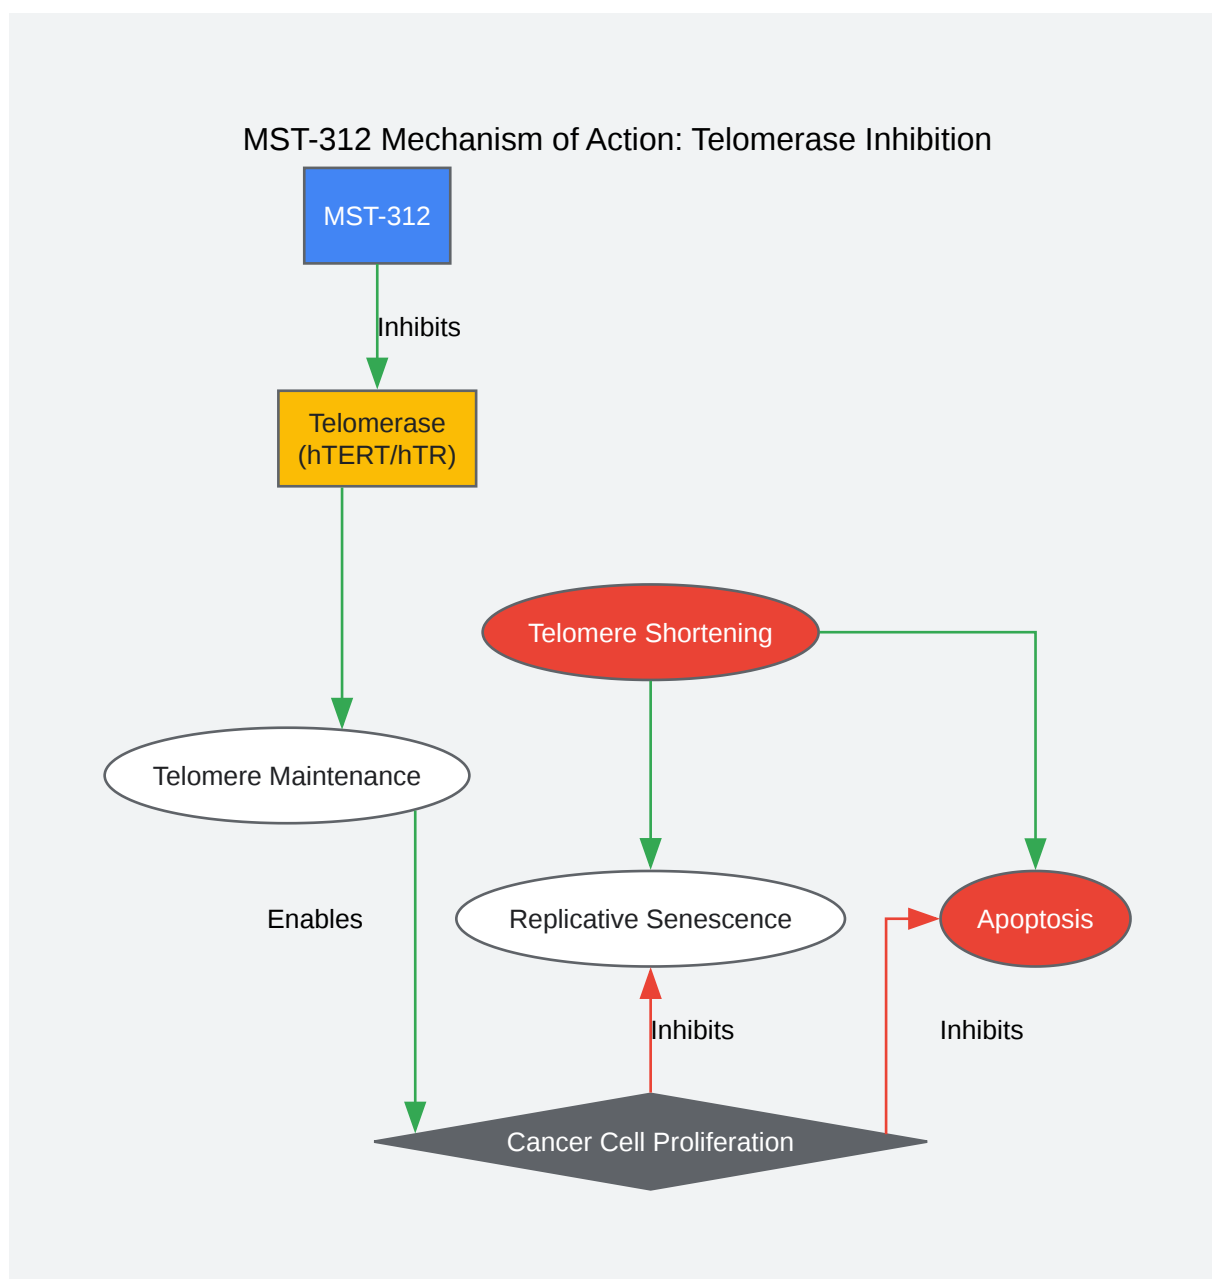 MST-312 Mechanism of Action: Telomerase Inhibition
MST-312
Inhibits
Telomerase
(hTERT/hTR)
Telomere Shortening
Telomere Maintenance
Enables
Replicative Senescence
Apoptosis
Inhibits
Inhibits
Cancer Cell Proliferation